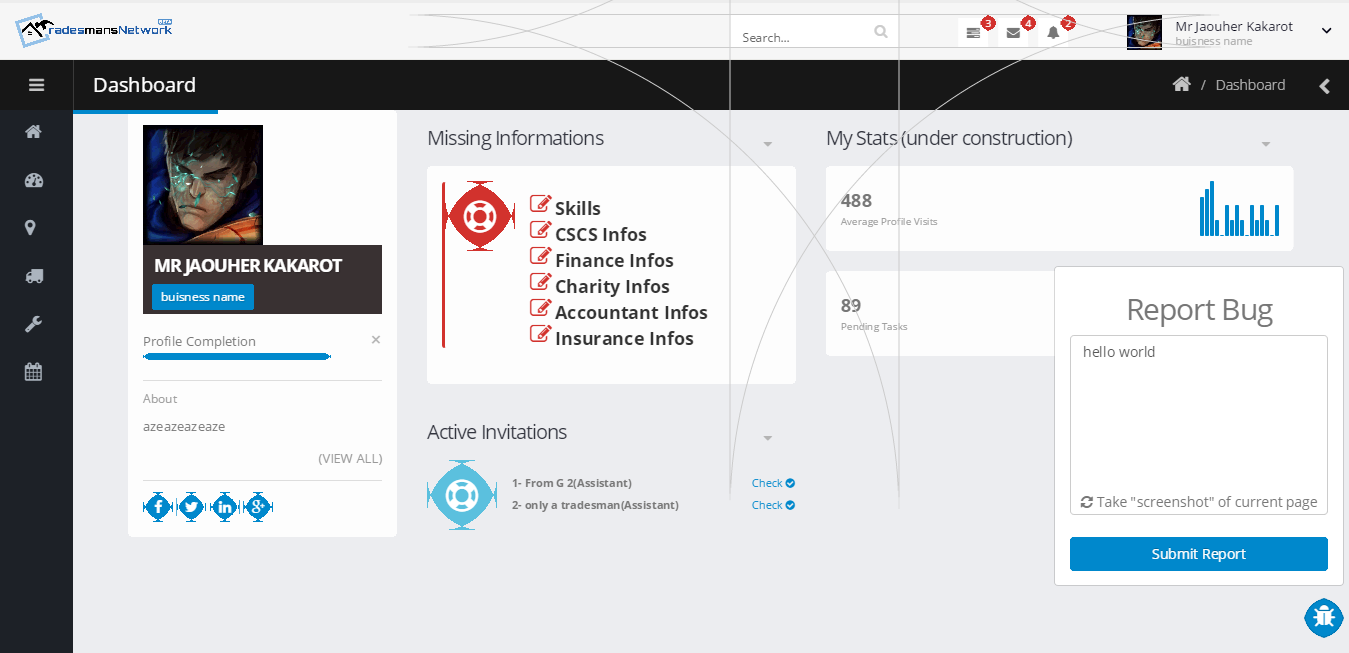 TradesmansNetwork
Search...
3
4
2
Mr Jaouher Kakarot
buisness name
Dashboard
/ Dashboard
MR JAOUHER KAKAROT
buisness name
Profile Completion
×
About
azeazeazeaze
(VIEW ALL)
Missing Informations
Skills
CSCS Infos
Finance Infos
Charity Infos
Accountant Infos
Insurance Infos
Active Invitations
1- From G 2(Assistant) Check
2- only a tradesman(Assistant) Check
My Stats (under construction)
488
Average Profile Visits
89
Pending Tasks
Report Bug
hello world
Take "screenshot" of current page
Submit Report